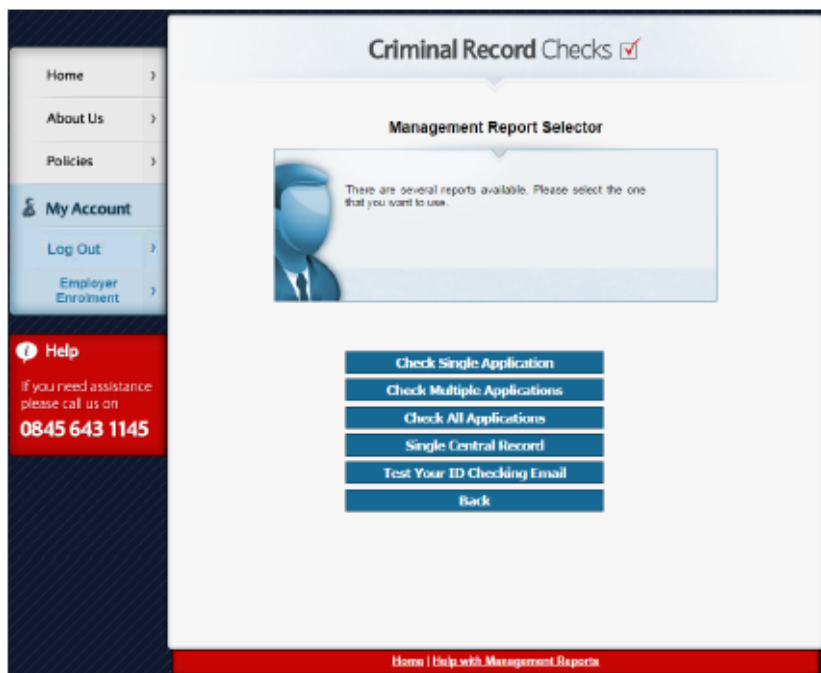 Criminal Record Checks
Home
About Us
Policies
My Account
Log Out
Employer
Enrolment
Help
If you need assistance
please call us on
0845 643 1145
Management Report Selector
There are several reports available. Please select the one
that you want to use.
Check Single Application
Check Multiple Applications
Check All Applications
Single Central Record
Test Your ID Checking Email
Back
Home | Help with Management Reports